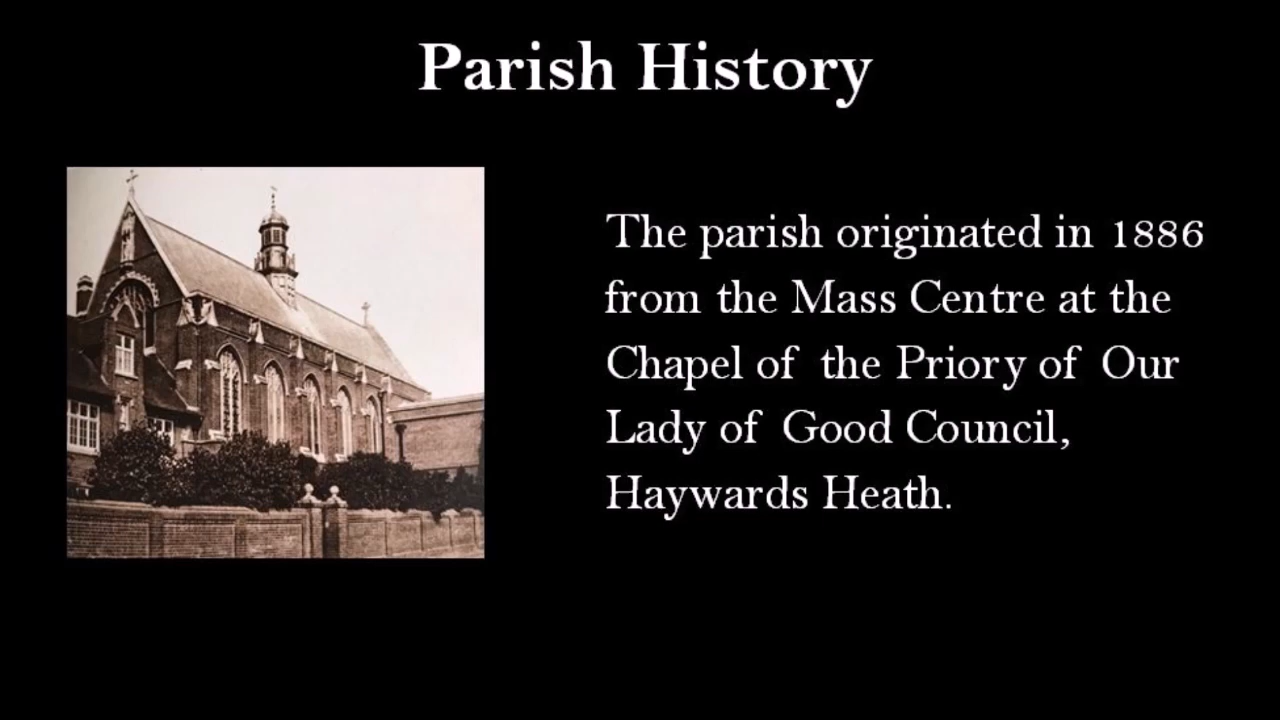 Parish History
The parish originated in 1886
from the Mass Centre at the
Chapel of the Priory of Our
Lady of Good Council,
Haywards Heath.